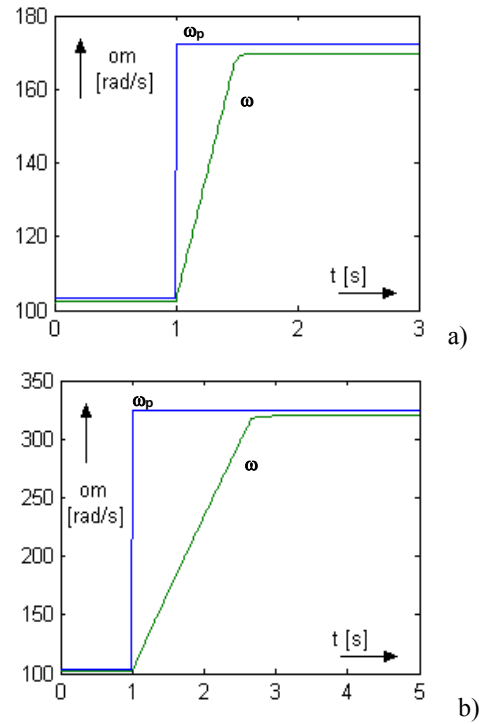 180
ωp
om
[rad/s]
160
ω
140
120
t [s]
100
0 1 2 3
a)
350
ωp
300
om
[rad/s]
ω
250
200
150
t [s]
100
0 1 2 3 4 5
b)